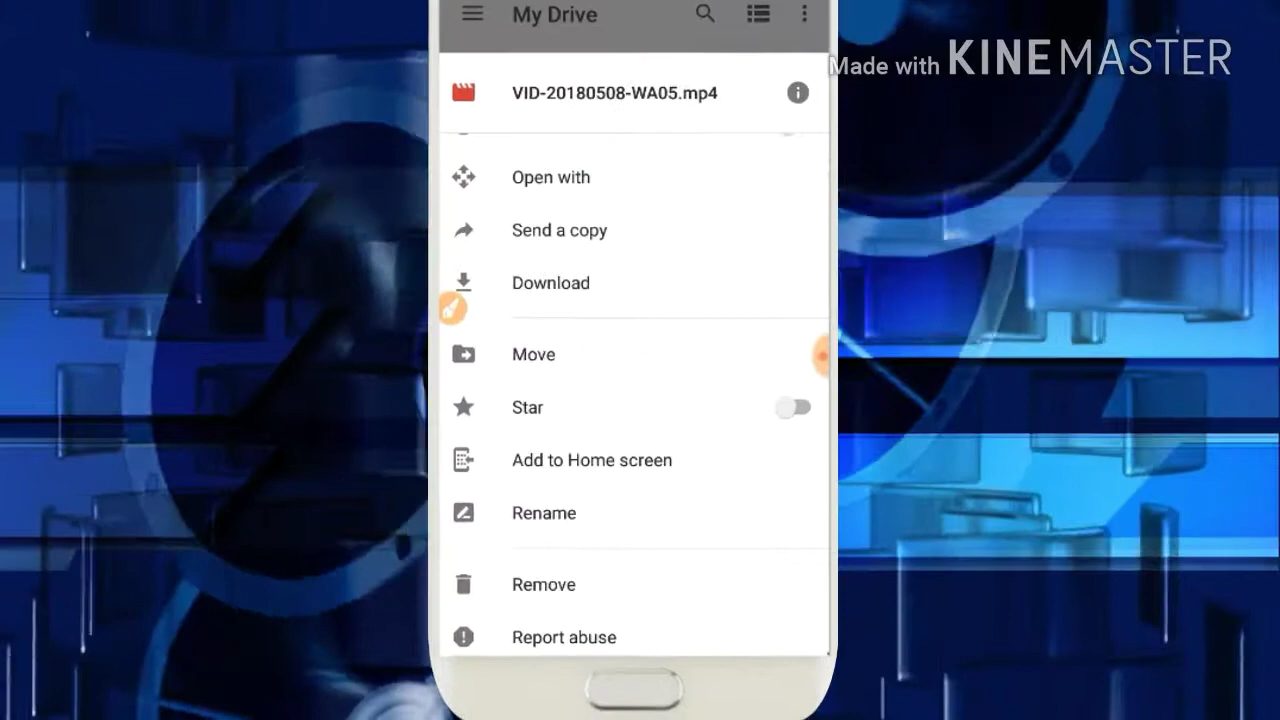 My Drive
Made with KINEMASTER
VID-20180508-WA05.mp4
Open with
Send a copy
Download
Move
Star
Add to Home screen
Rename
Remove
Report abuse